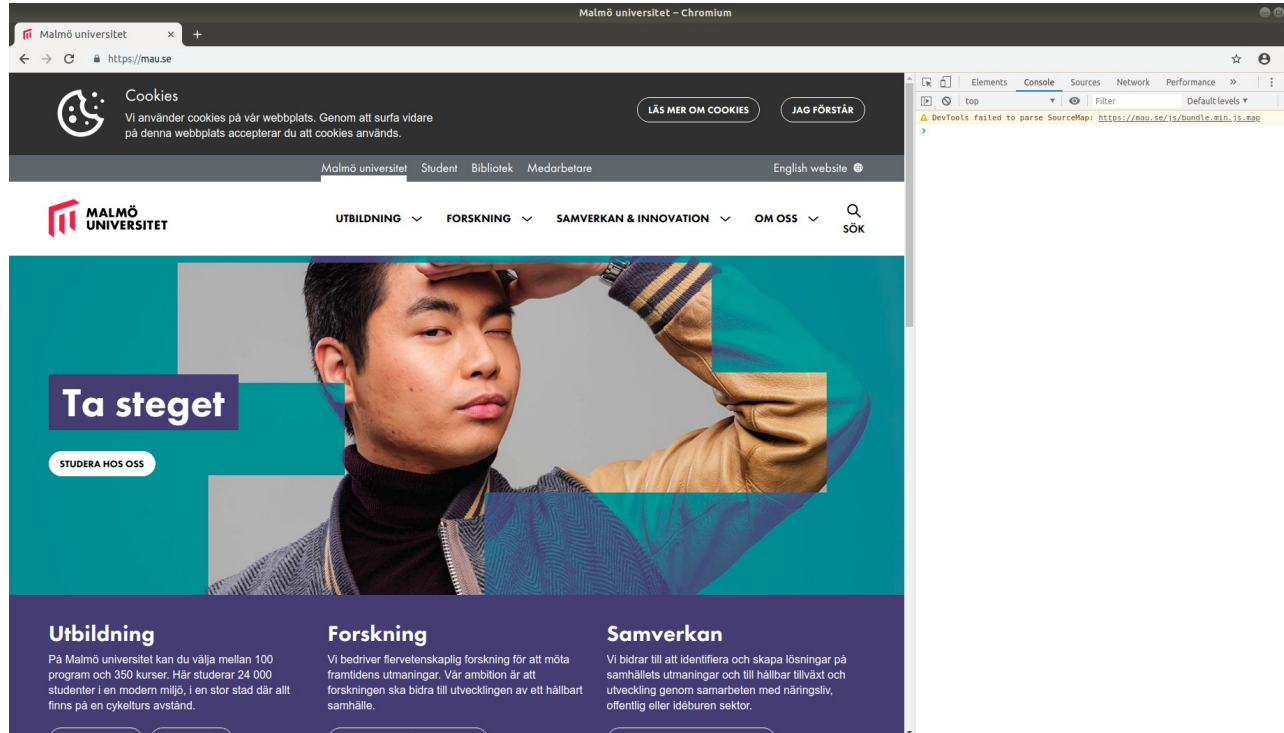 Malmö universitet – Chromium
Malmö universitet × +
https://mau.se
Cookies
Vi använder cookies på vår webbplats. Genom att surfa vidare
på denna webbplats accepterar du att cookies används.
LÄS MER OM COOKIES
JAG FÖRSTÅR
Malmö universitet Student Bibliotek Medarbetare English website
MALMÖ
UNIVERSITET
UTBILDNING FORSKNING SAMVERKAN & INNOVATION OM OSS SÖK
Ta steget
STUDERA HOS OSS
Utbildning
På Malmö universitet kan du välja mellan 100
program och 350 kurser. Här studerar 24 000
studenter i en modern miljö, i en stor stad där allt
finns på en cykelturs avstånd.
Forskning
Vi bedriver flervetenskaplig forskning för att möta
framtidens utmaningar. Vår ambition är att
forskningen ska bidra till utvecklingen av ett hållbart
samhälle.
Samverkan
Vi bidrar till att identifiera och skapa lösningar på
samhällets utmaningar och till hållbar tillväxt och
utveckling genom samarbeten med näringsliv,
offentlig eller idéburen sektor.
Elements Console Sources Network Performance »
top Filter Default levels
DevTools failed to parse SourceMap: https://mau.se/js/bundle.min.js.map